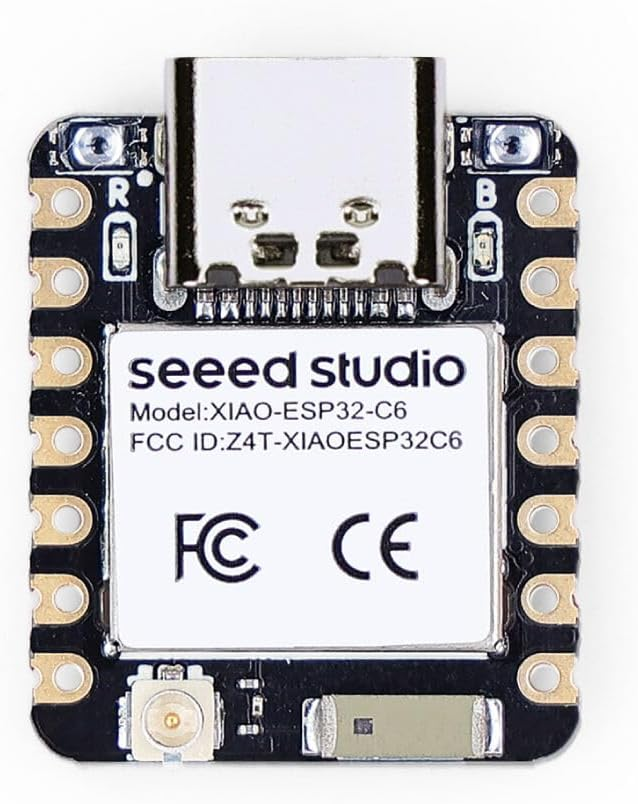 R
B
seeed studio
Model:XIAO-ESP32-C6
FCC ID:Z4T-XIAOESP32C6
FC CE